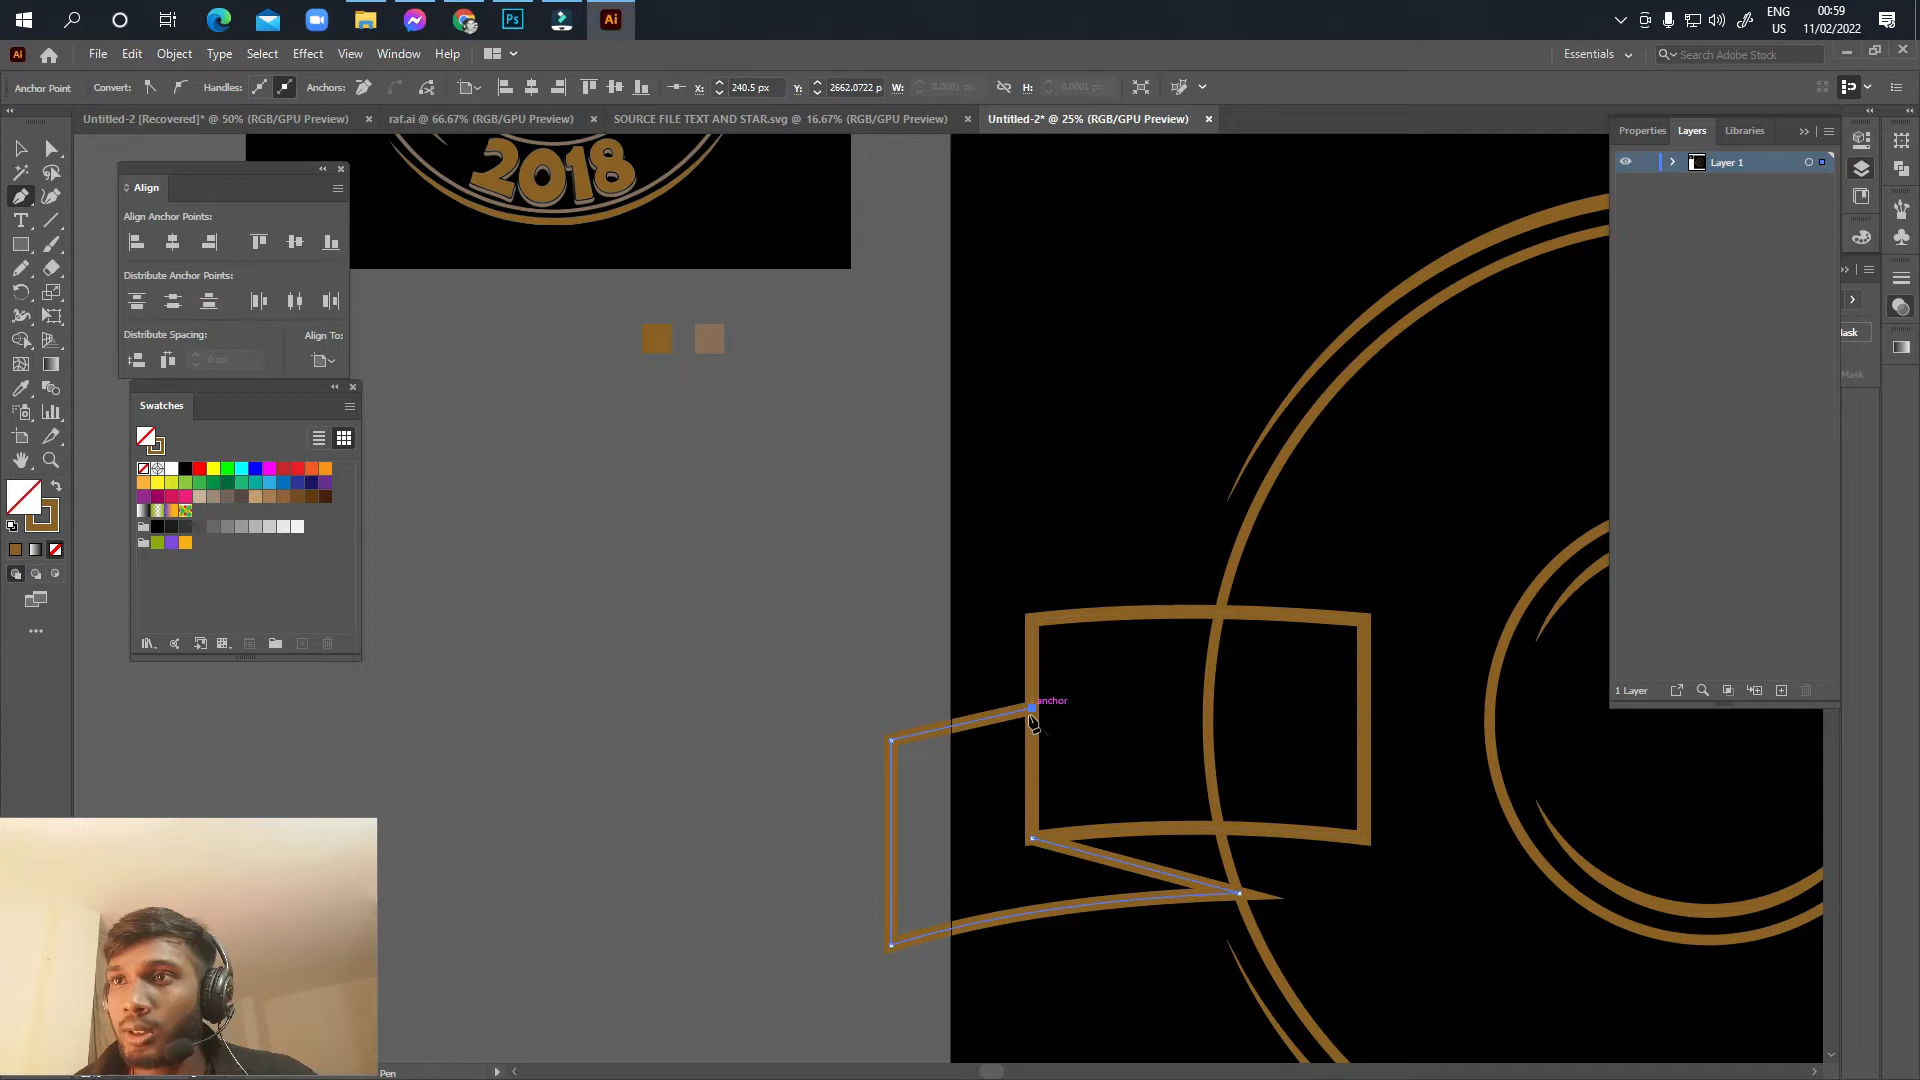 ENG
US
00:59
11/02/2022
Ps
Ai
Ai
File Edit Object Type Select Effect View Window Help
Essentials
Search Adobe Stock
Anchor Point
Convert:
Handles:
Anchors:
X:
240.5 px
Y:
2662.0722 p
W:
0.0001 px
H:
0.0001 px
Untitled-2 [Recovered]* @ 50% (RGB/GPU Preview)
raf.ai @ 66.67% (RGB/GPU Preview)
SOURCE FILE TEXT AND STAR.svg @ 16.67% (RGB/GPU Preview)
Untitled-2* @ 25% (RGB/GPU Preview)
Properties
Layers
Libraries
Layer 1
2018
Align
Align Anchor Points:
Distribute Anchor Points:
Distribute Spacing:
Align To:
0 px
Swatches
anchor
1 Layer
Pen